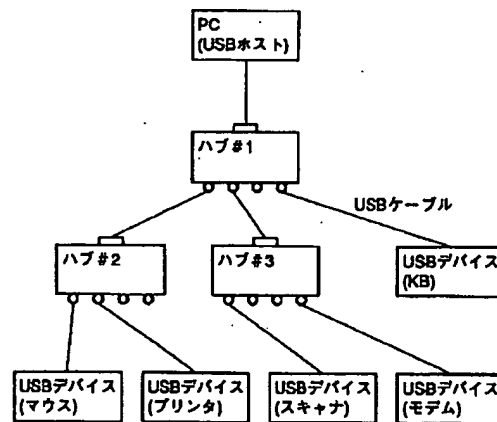 PC
(USBホスト)
ハブ#1
USBケーブル
ハブ#2
ハブ#3
USBデバイス
(KB)
USBデバイス
(マウス)
USBデバイス
(プリンタ)
USBデバイス
(スキャナ)
USBデバイス
(モデム)